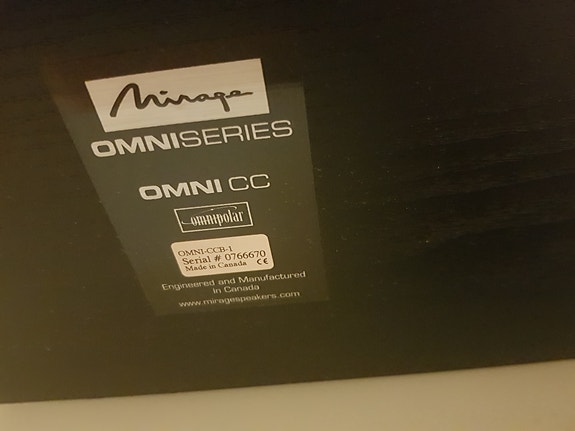 Mirage
OMNISERIES
OMNI CC
omnipolar
OMNI-CCB-1
Serial # 0766670
Made in Canada CE
Engineered and Manufactured
in Canada
www.miragespeakers.com